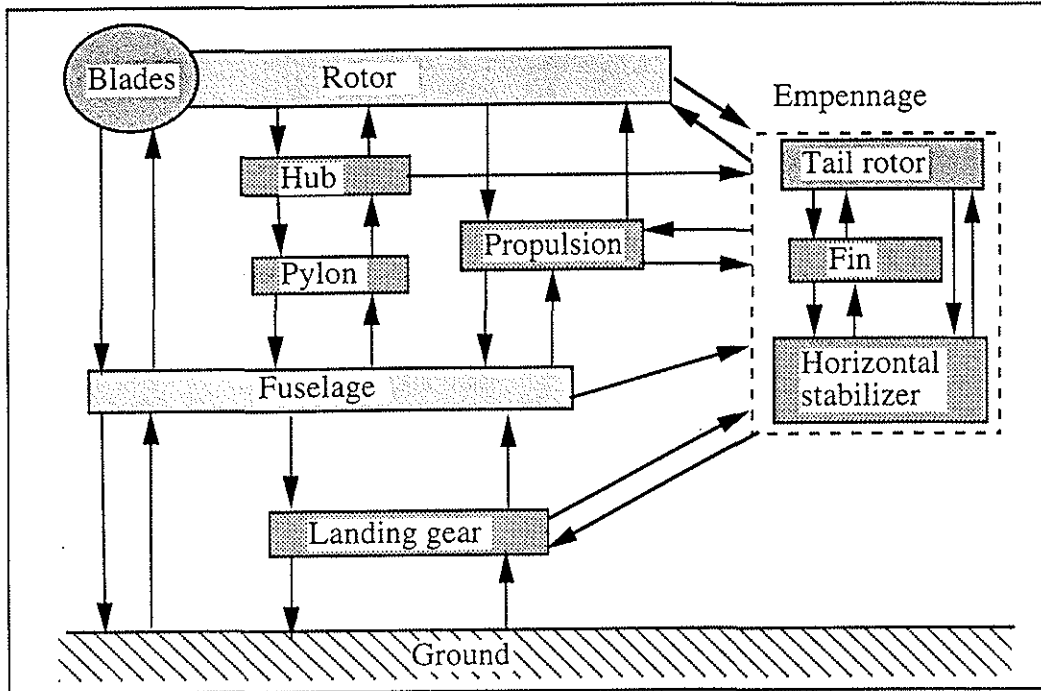 Blades
Rotor
Empennage
Hub
Tail rotor
Propulsion
Pylon
Fin
Fuselage
Horizontal
stabilizer
Landing gear
Ground